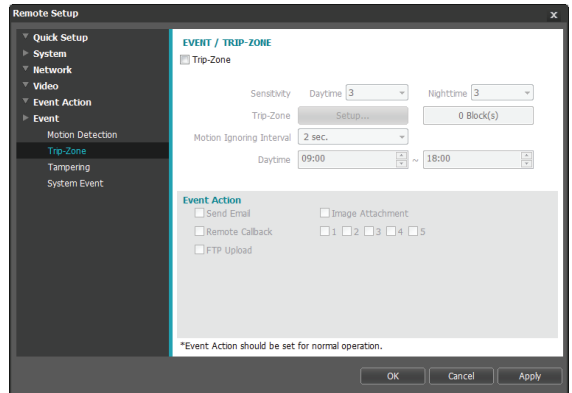 Remote Setup x
Quick Setup
System
Network
Video
Event Action
Event
Motion Detection
Trip-Zone
Tampering
System Event
EVENT / TRIP-ZONE
Trip-Zone
Sensitivity Daytime 3 Nighttime 3
Trip-Zone Setup... 0 Block(s)
Motion Ignoring Interval 2 sec.
Daytime 09:00 ~ 18:00
Event Action
Send Email Image Attachment
Remote Callback 1 2 3 4 5
FTP Upload
*Event Action should be set for normal operation.
OK Cancel Apply